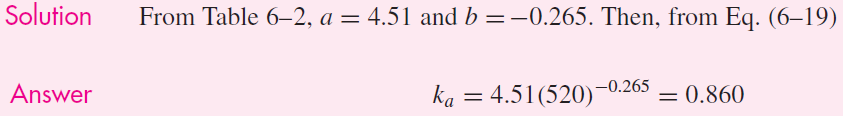 Solution From Table 6–2, a = 4.51 and b = −0.265. Then, from Eq. (6–19)
Answer kₐ = 4.51(520)⁻⁰·²⁶⁵ = 0.860